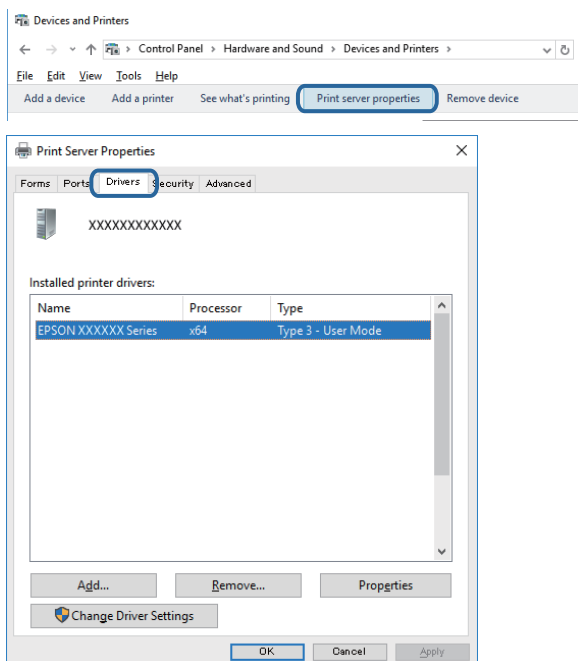 Devices and Printers
Control Panel > Hardware and Sound > Devices and Printers >
File Edit View Tools Help
Add a device Add a printer See what's printing Print server properties Remove device
Print Server Properties
Forms Ports Drivers Security Advanced
XXXXXXXXXXXX
Installed printer drivers:
Name Processor Type
EPSON XXXXXX Series x64 Type 3 - User Mode
Add... Remove... Properties
Change Driver Settings
OK Cancel Apply